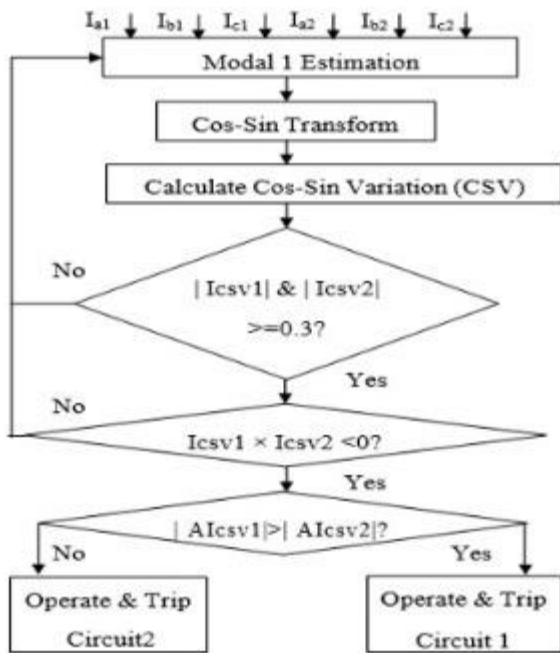 Ia1 Ib1 Ic1 Ia2 Ib2 Ic2
Modal 1 Estimation
Cos-Sin Transform
Calculate Cos-Sin Variation (CSV)
No
| Icsv1| & | Icsv2|
>=0.3?
Yes
No
Icsv1 × Icsv2 <0?
Yes
| AIcsv1|>| AIcsv2|?
No
Yes
Operate & Trip
Circuit2
Operate & Trip
Circuit 1